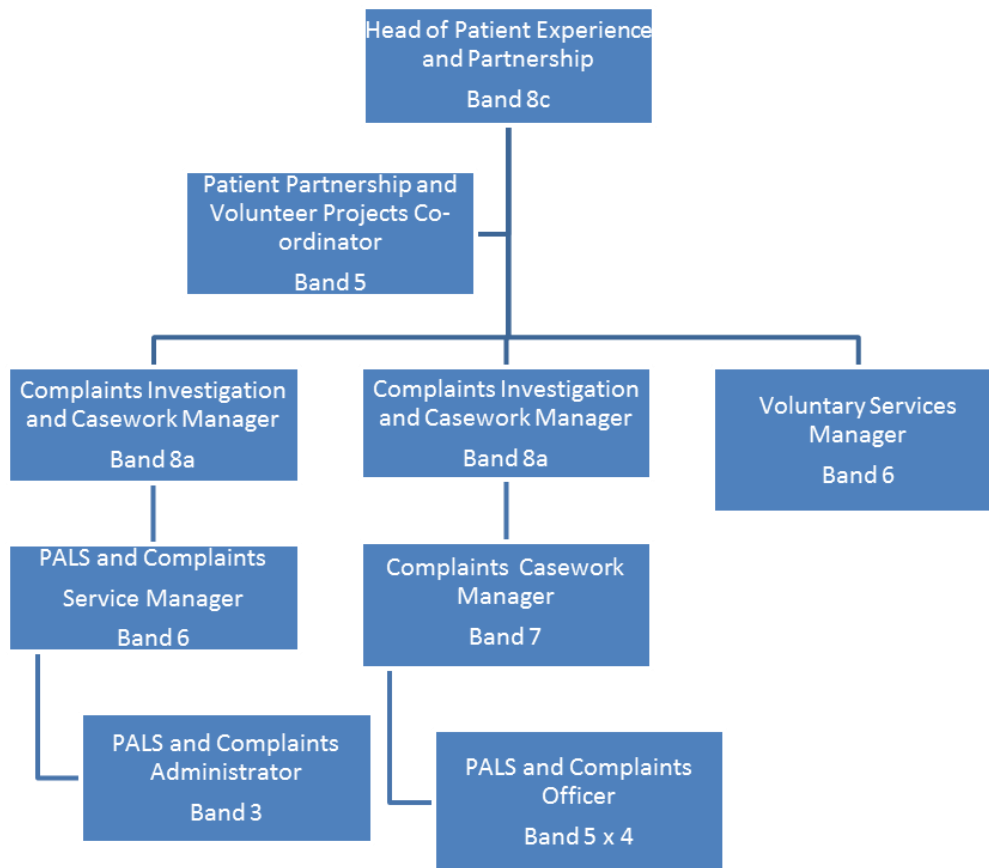 Head of Patient Experience
and Partnership
Band 8c
Patient Partnership and
Volunteer Projects Co-
ordinator
Band 5
Complaints Investigation
and Casework Manager
Band 8a
Complaints Investigation
and Casework Manager
Band 8a
Voluntary Services
Manager
Band 6
PALS and Complaints
Service Manager
Band 6
Complaints Casework
Manager
Band 7
PALS and Complaints
Administrator
Band 3
PALS and Complaints
Officer
Band 5 x 4